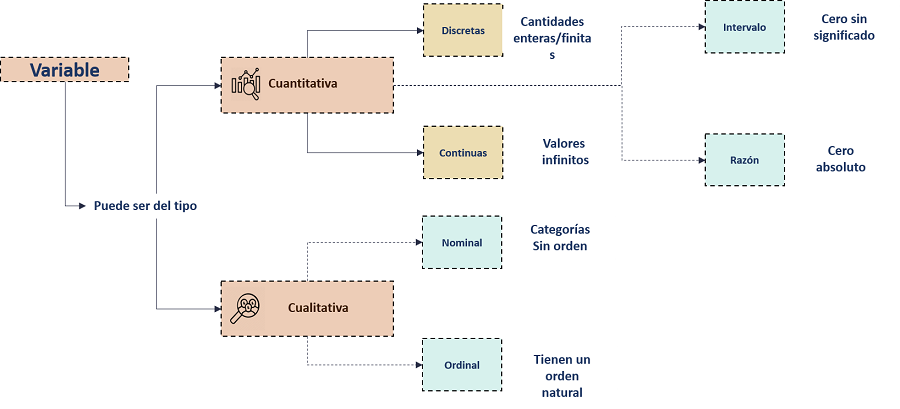 Variable
Puede ser del tipo
Cuantitativa
Discretas
Cantidades
enteras/finita
s
Continuas
Valores
infinitos
Intervalo
Cero sin
significado
Razón
Cero
absoluto
Cualitativa
Nominal
Categorías
Sin orden
Ordinal
Tienen un
orden
natural